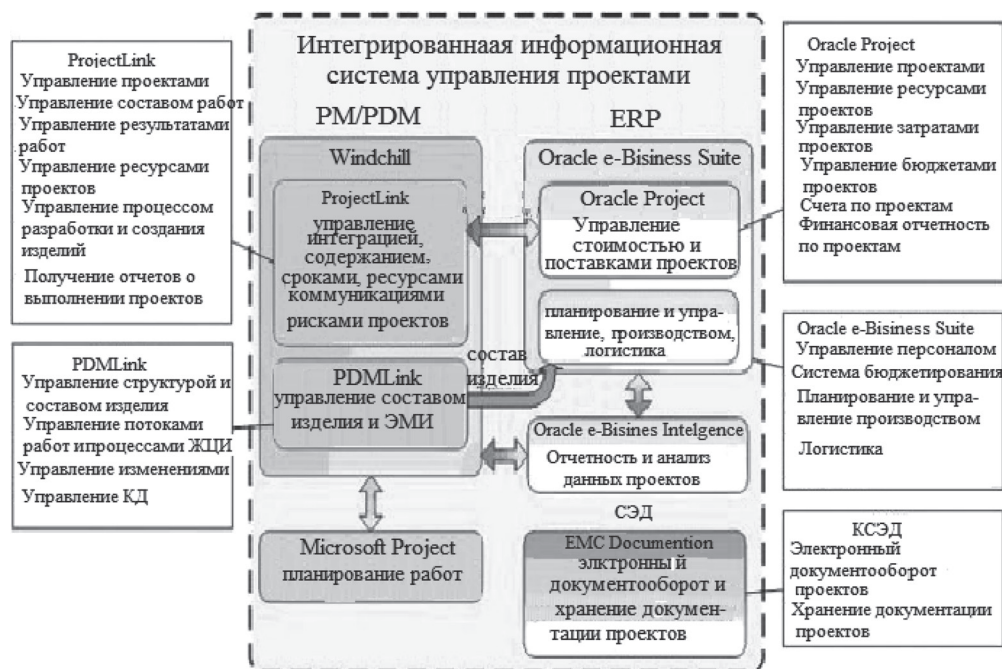 Интегрированнаая информационная
система управления проектами
ProjectLink
Управление проектами
Управление составом работ
Управление результатами
работ
Управление ресурсами
проектов
Управление процессом
разработки и создания
изделий
Получение отчетов о
выполнении проектов
PDMLink
Управление структурой и
составом изделия
Управление потоками
работ ипроцессами ЖЦИ
Управление изменениями
Управление КД
PM/PDM
Windchill
ProjectLink
управление
интеграцией,
содержанием,
сроками, ресурсами
коммуникациями
рисками проектов
PDMLink
управление составом
изделия и ЭМИ
Microsoft Project
планирование работ
состав
изделия
ERP
Oracle e-Bisiness Suite
Oracle Project
Управление
стоимостью и
поставками проектов
планирование и упра-
вление, производством,
логистика
Oracle e-Bisines Intelgence
Отчетность и анализ
данных проектов
СЭД
EMC Documention
элктронный
документооборот и
хранение докумен-
тации проектов
Oracle Project
Управление проектами
Управление ресурсами
проектов
Управление затратами
проектов
Управление бюджетами
проектов
Счета по проектам
Финансовая отчетность
по проектам
Oracle e-Bisiness Suite
Управление персоналом
Система бюджетирования
Планирование и упра-
вление производством
Логистика
КСЭД
Электронный
документооборот
проектов
Хранение документации
проектов